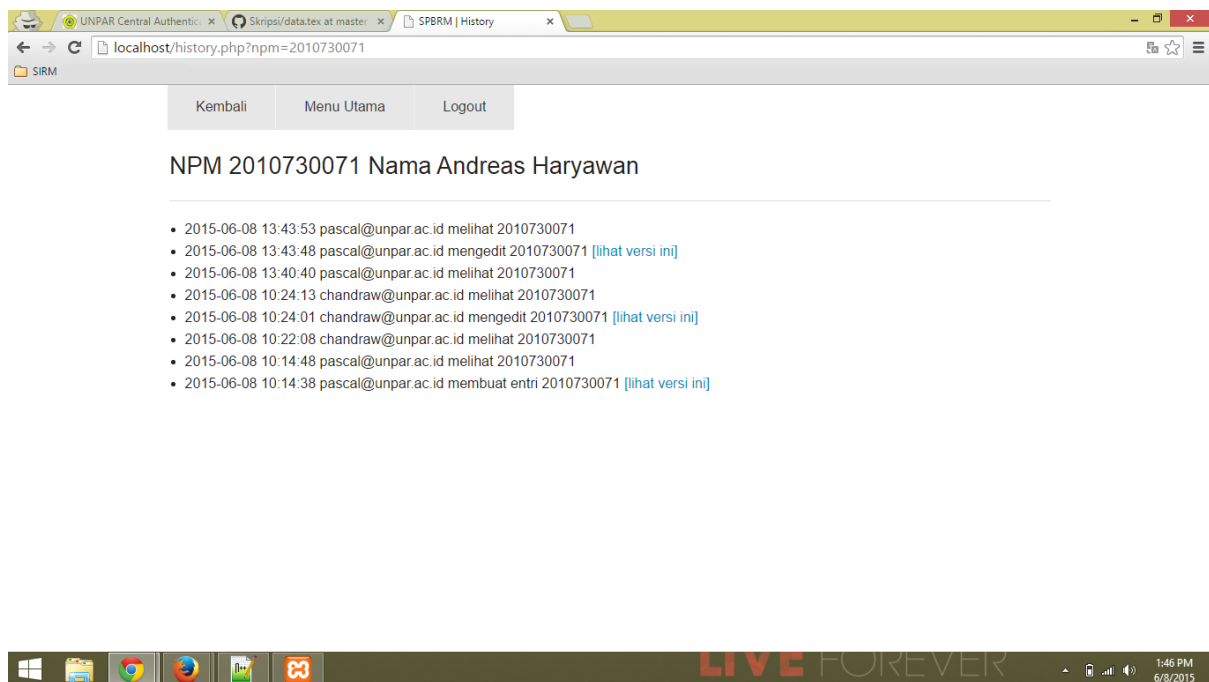 UNPAR Central Authentic
Skripsi/data.tex at master
SPBRM | History
localhost/history.php?npm=2010730071
SIRM
Kembali Menu Utama Logout
NPM 2010730071 Nama Andreas Haryawan
• 2015-06-08 13:43:53 pascal@unpar.ac.id melihat 2010730071
• 2015-06-08 13:43:48 pascal@unpar.ac.id mengedit 2010730071 [lihat versi ini]
• 2015-06-08 13:40:40 pascal@unpar.ac.id melihat 2010730071
• 2015-06-08 10:24:13 chandraw@unpar.ac.id melihat 2010730071
• 2015-06-08 10:24:01 chandraw@unpar.ac.id mengedit 2010730071 [lihat versi ini]
• 2015-06-08 10:22:08 chandraw@unpar.ac.id melihat 2010730071
• 2015-06-08 10:14:48 pascal@unpar.ac.id melihat 2010730071
• 2015-06-08 10:14:38 pascal@unpar.ac.id membuat entri 2010730071 [lihat versi ini]
LIVE FOREVER
1:46 PM
6/8/2015